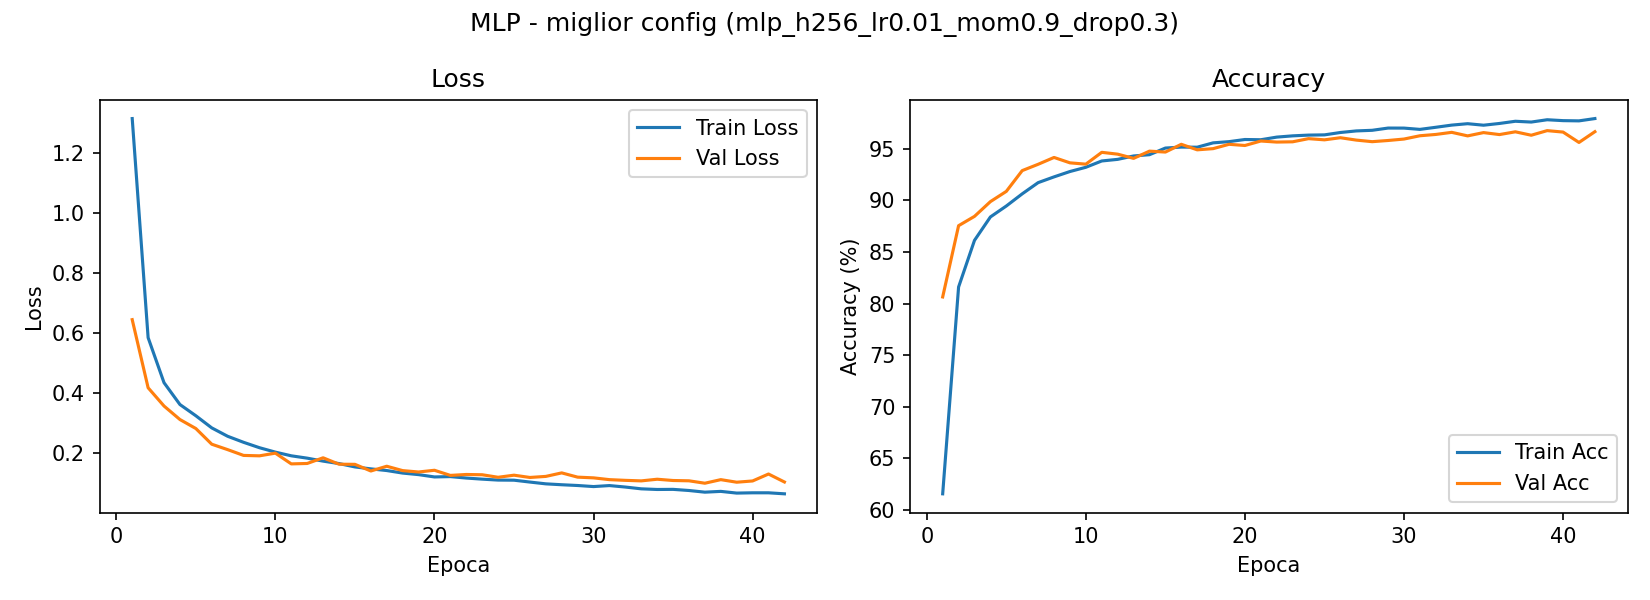 MLP - miglior config (mlp_h256_lr0.01_mom0.9_drop0.3)
Loss
Train Loss
Val Loss
1.2
1.0
0.8
0.6
0.4
0.2
Loss
0
10
20
30
40
Epoca
Accuracy
95
90
85
80
75
70
65
60
Accuracy (%)
Train Acc
Val Acc
0
10
20
30
40
Epoca